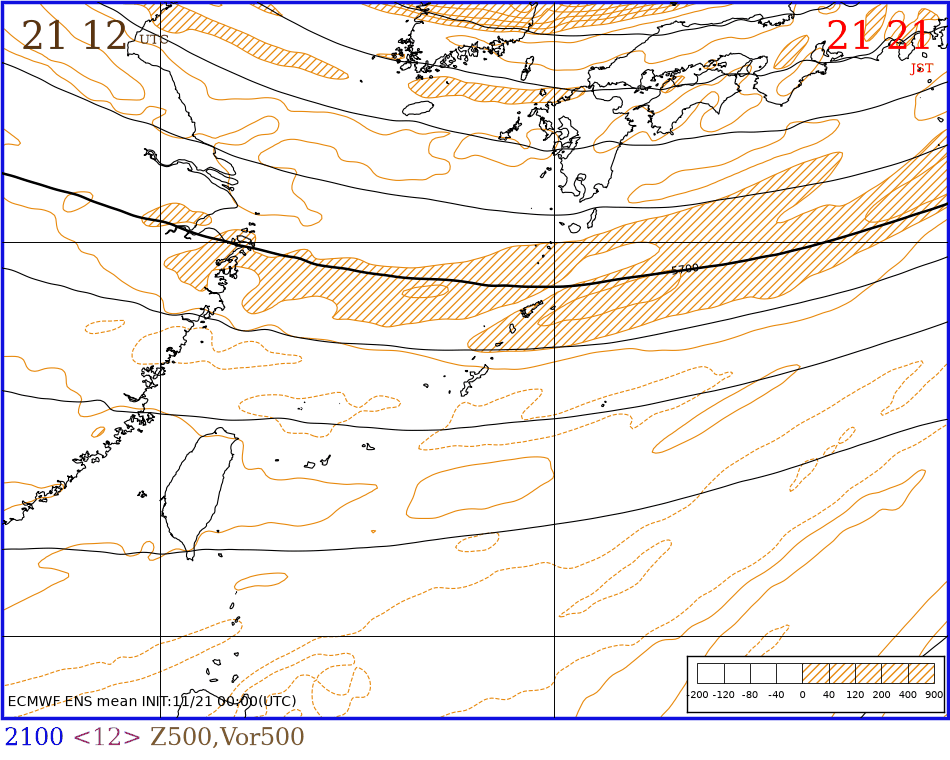 21 12 UTS
21 21
JST
5700
-200 -120 -80 -40 0 40 120 200 400 900
ECMWF ENS mean INIT:11/21 00:00(UTC)
2100 <12> Z500,Vor500